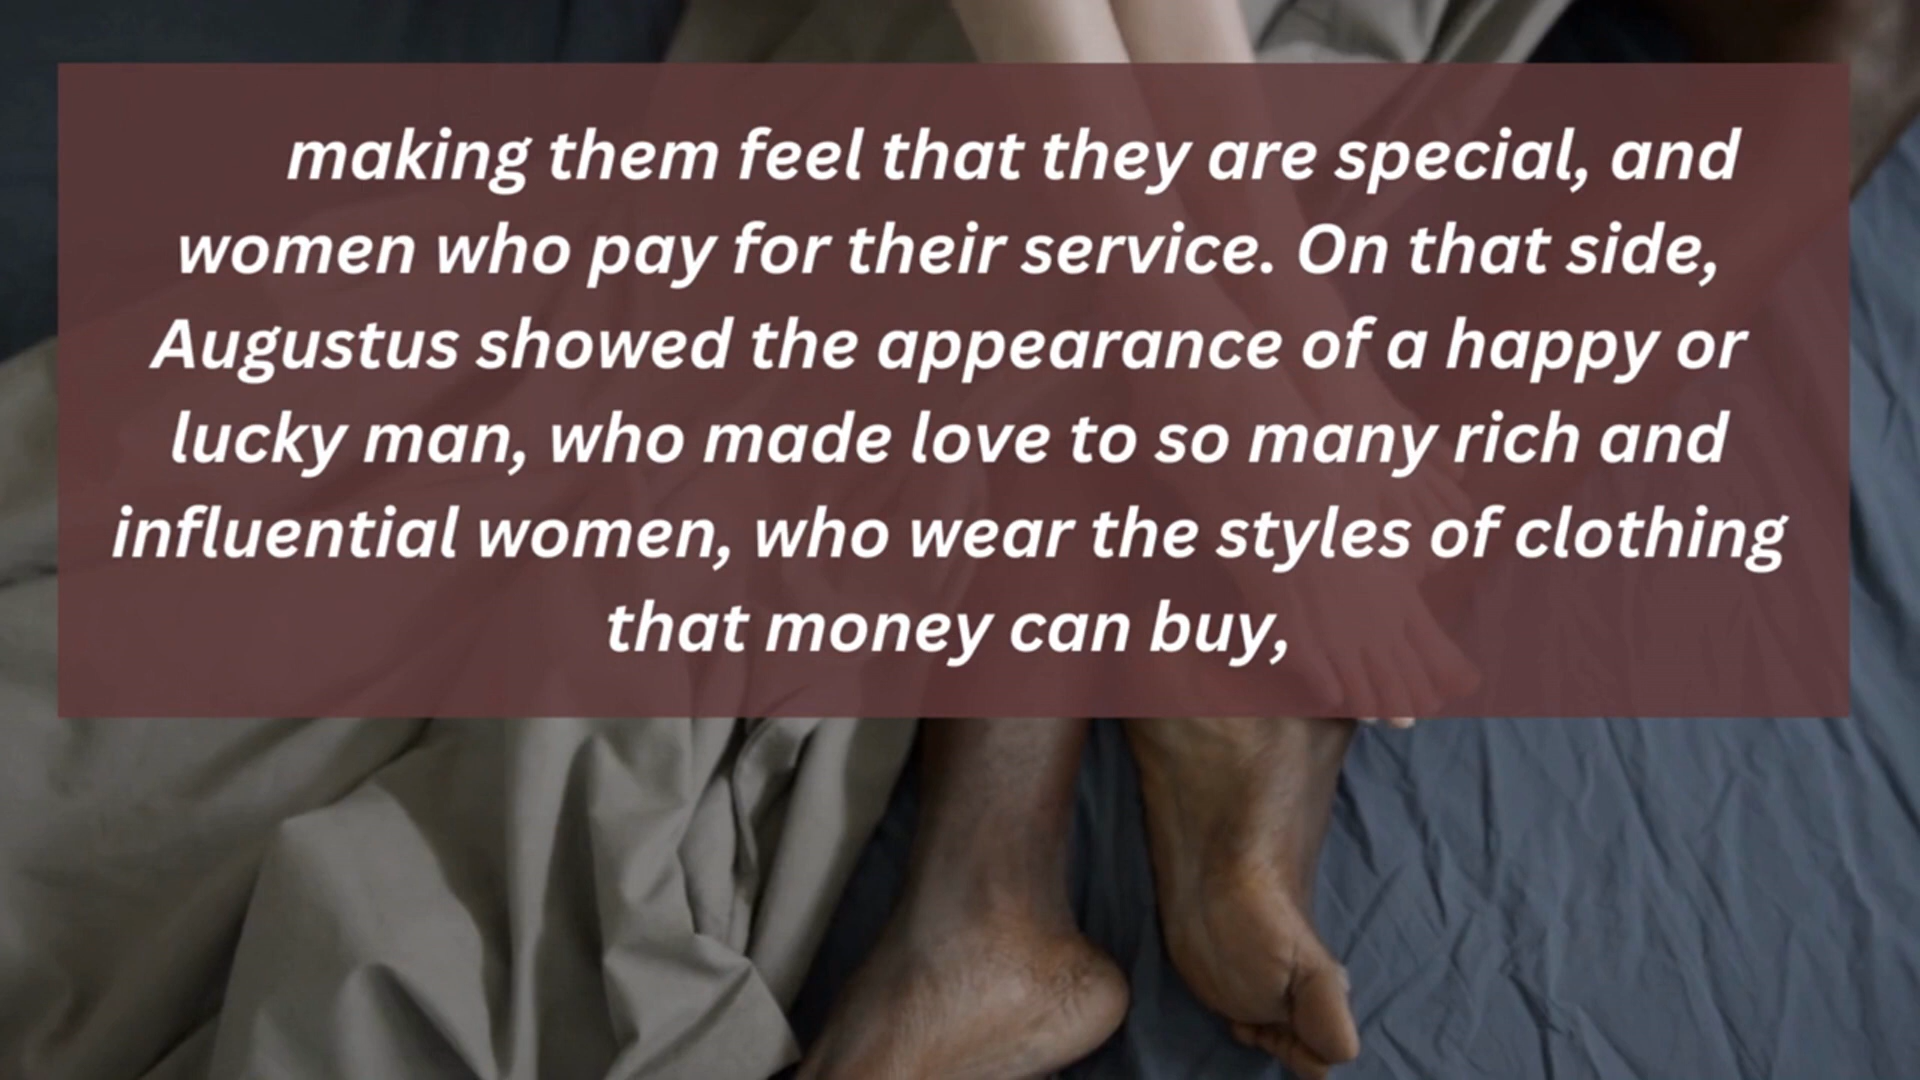 making them feel that they are special, and
women who pay for their service. On that side,
Augustus showed the appearance of a happy or
lucky man, who made love to so many rich and
influential women, who wear the styles of clothing
that money can buy,